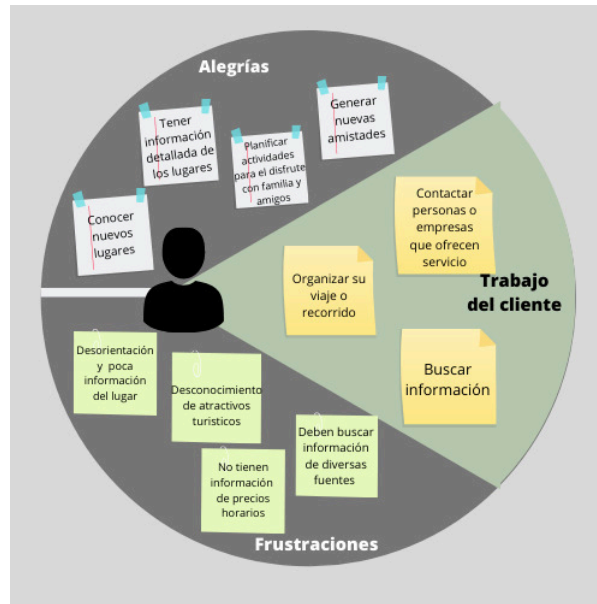 Alegrías
Tener
información
detallada de
los lugares
Planificar
actividades
para el disfrute
con familia y
amigos
Generar
nuevas
amistades
Conocer
nuevos
lugares
Contactar
personas o
empresas
que ofrecen
servicio
Organizar su
viaje o
recorrido
Trabajo
del cliente
Buscar
información
Desorientación
y poca
información
del lugar
Desconocimiento
de atractivos
turisticos
No tienen
información
de precios
horarios
Deben buscar
información
de diversas
fuentes
Frustraciones